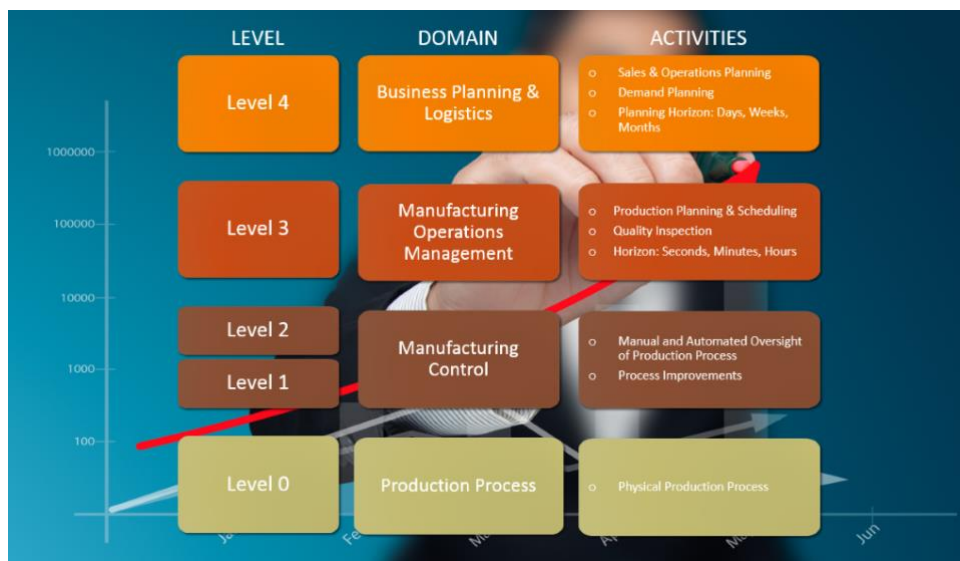 LEVEL
DOMAIN
ACTIVITIES
Level 4
Business Planning &
Logistics
o Sales & Operations Planning
o Demand Planning
o Planning Horizon: Days, Weeks,
Months
1000000
Level 3
Manufacturing
Operations
Management
o Production Planning & Scheduling
o Quality Inspection
o Horizon: Seconds, Minutes, Hours
100000
10000
Level 2
Level 1
Manufacturing
Control
o Manual and Automated Oversight
of Production Process
o Process Improvements
1000
100
Level 0
Production Process
o Physical Production Process
Jun